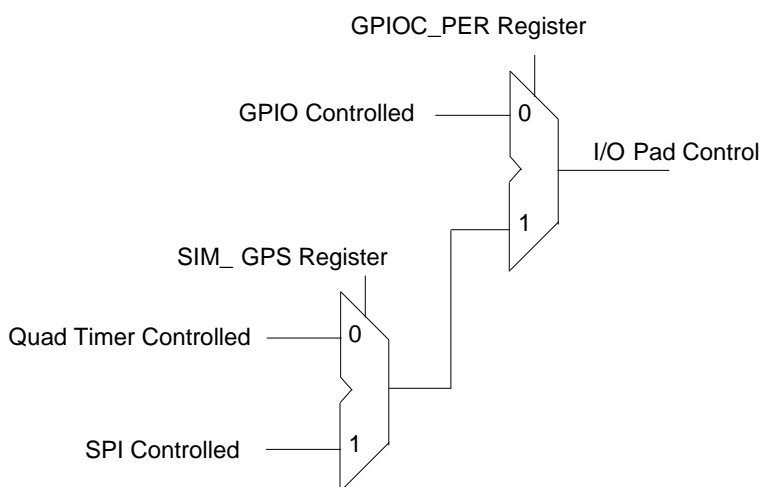 GPIOC_PER Register
GPIO Controlled
0
I/O Pad Control
1
SIM_ GPS Register
Quad Timer Controlled
0
SPI Controlled
1